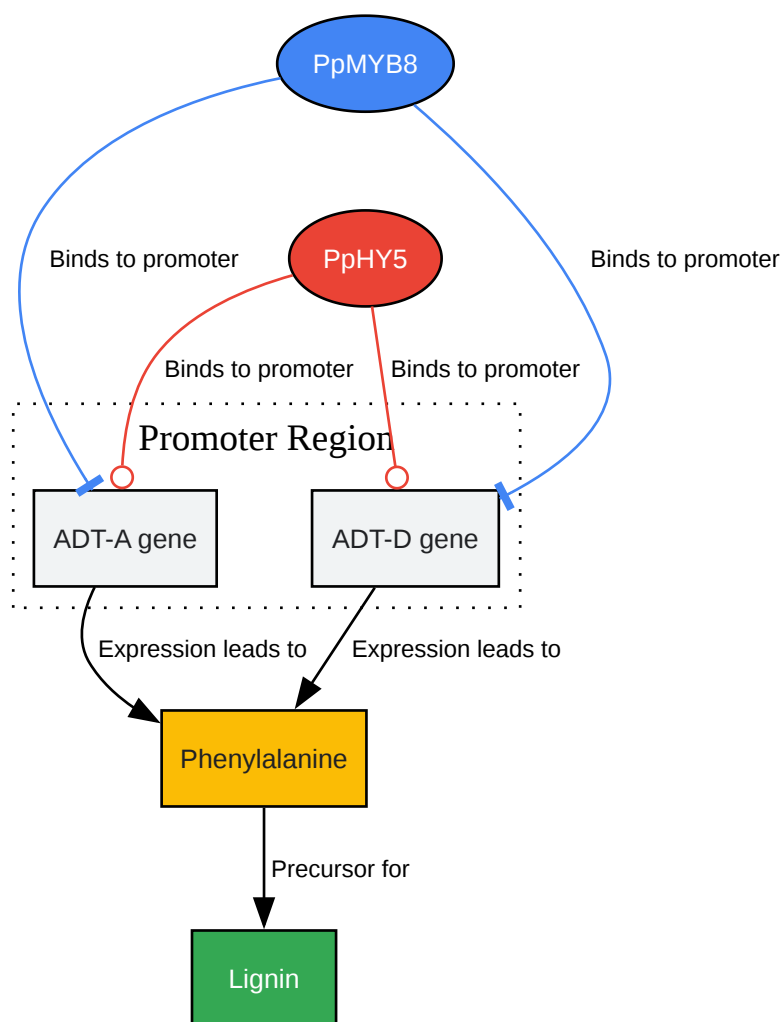 PpMYB8
PpHY5
Binds to promoter
Binds to promoter
Binds to promoter
Binds to promoter
Promoter Region
ADT-A gene
ADT-D gene
Expression leads to
Expression leads to
Phenylalanine
Precursor for
Lignin